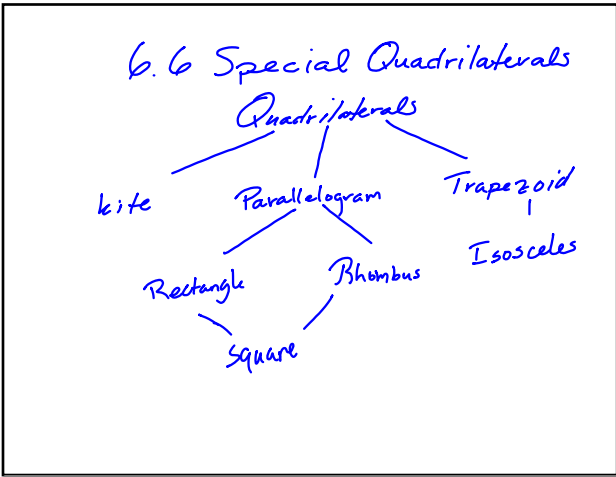 6.6 Special Quadrilaterals
Quadrilaterals
kite Parallelogram Trapezoid
Isosceles
Rectangle Rhombus
square